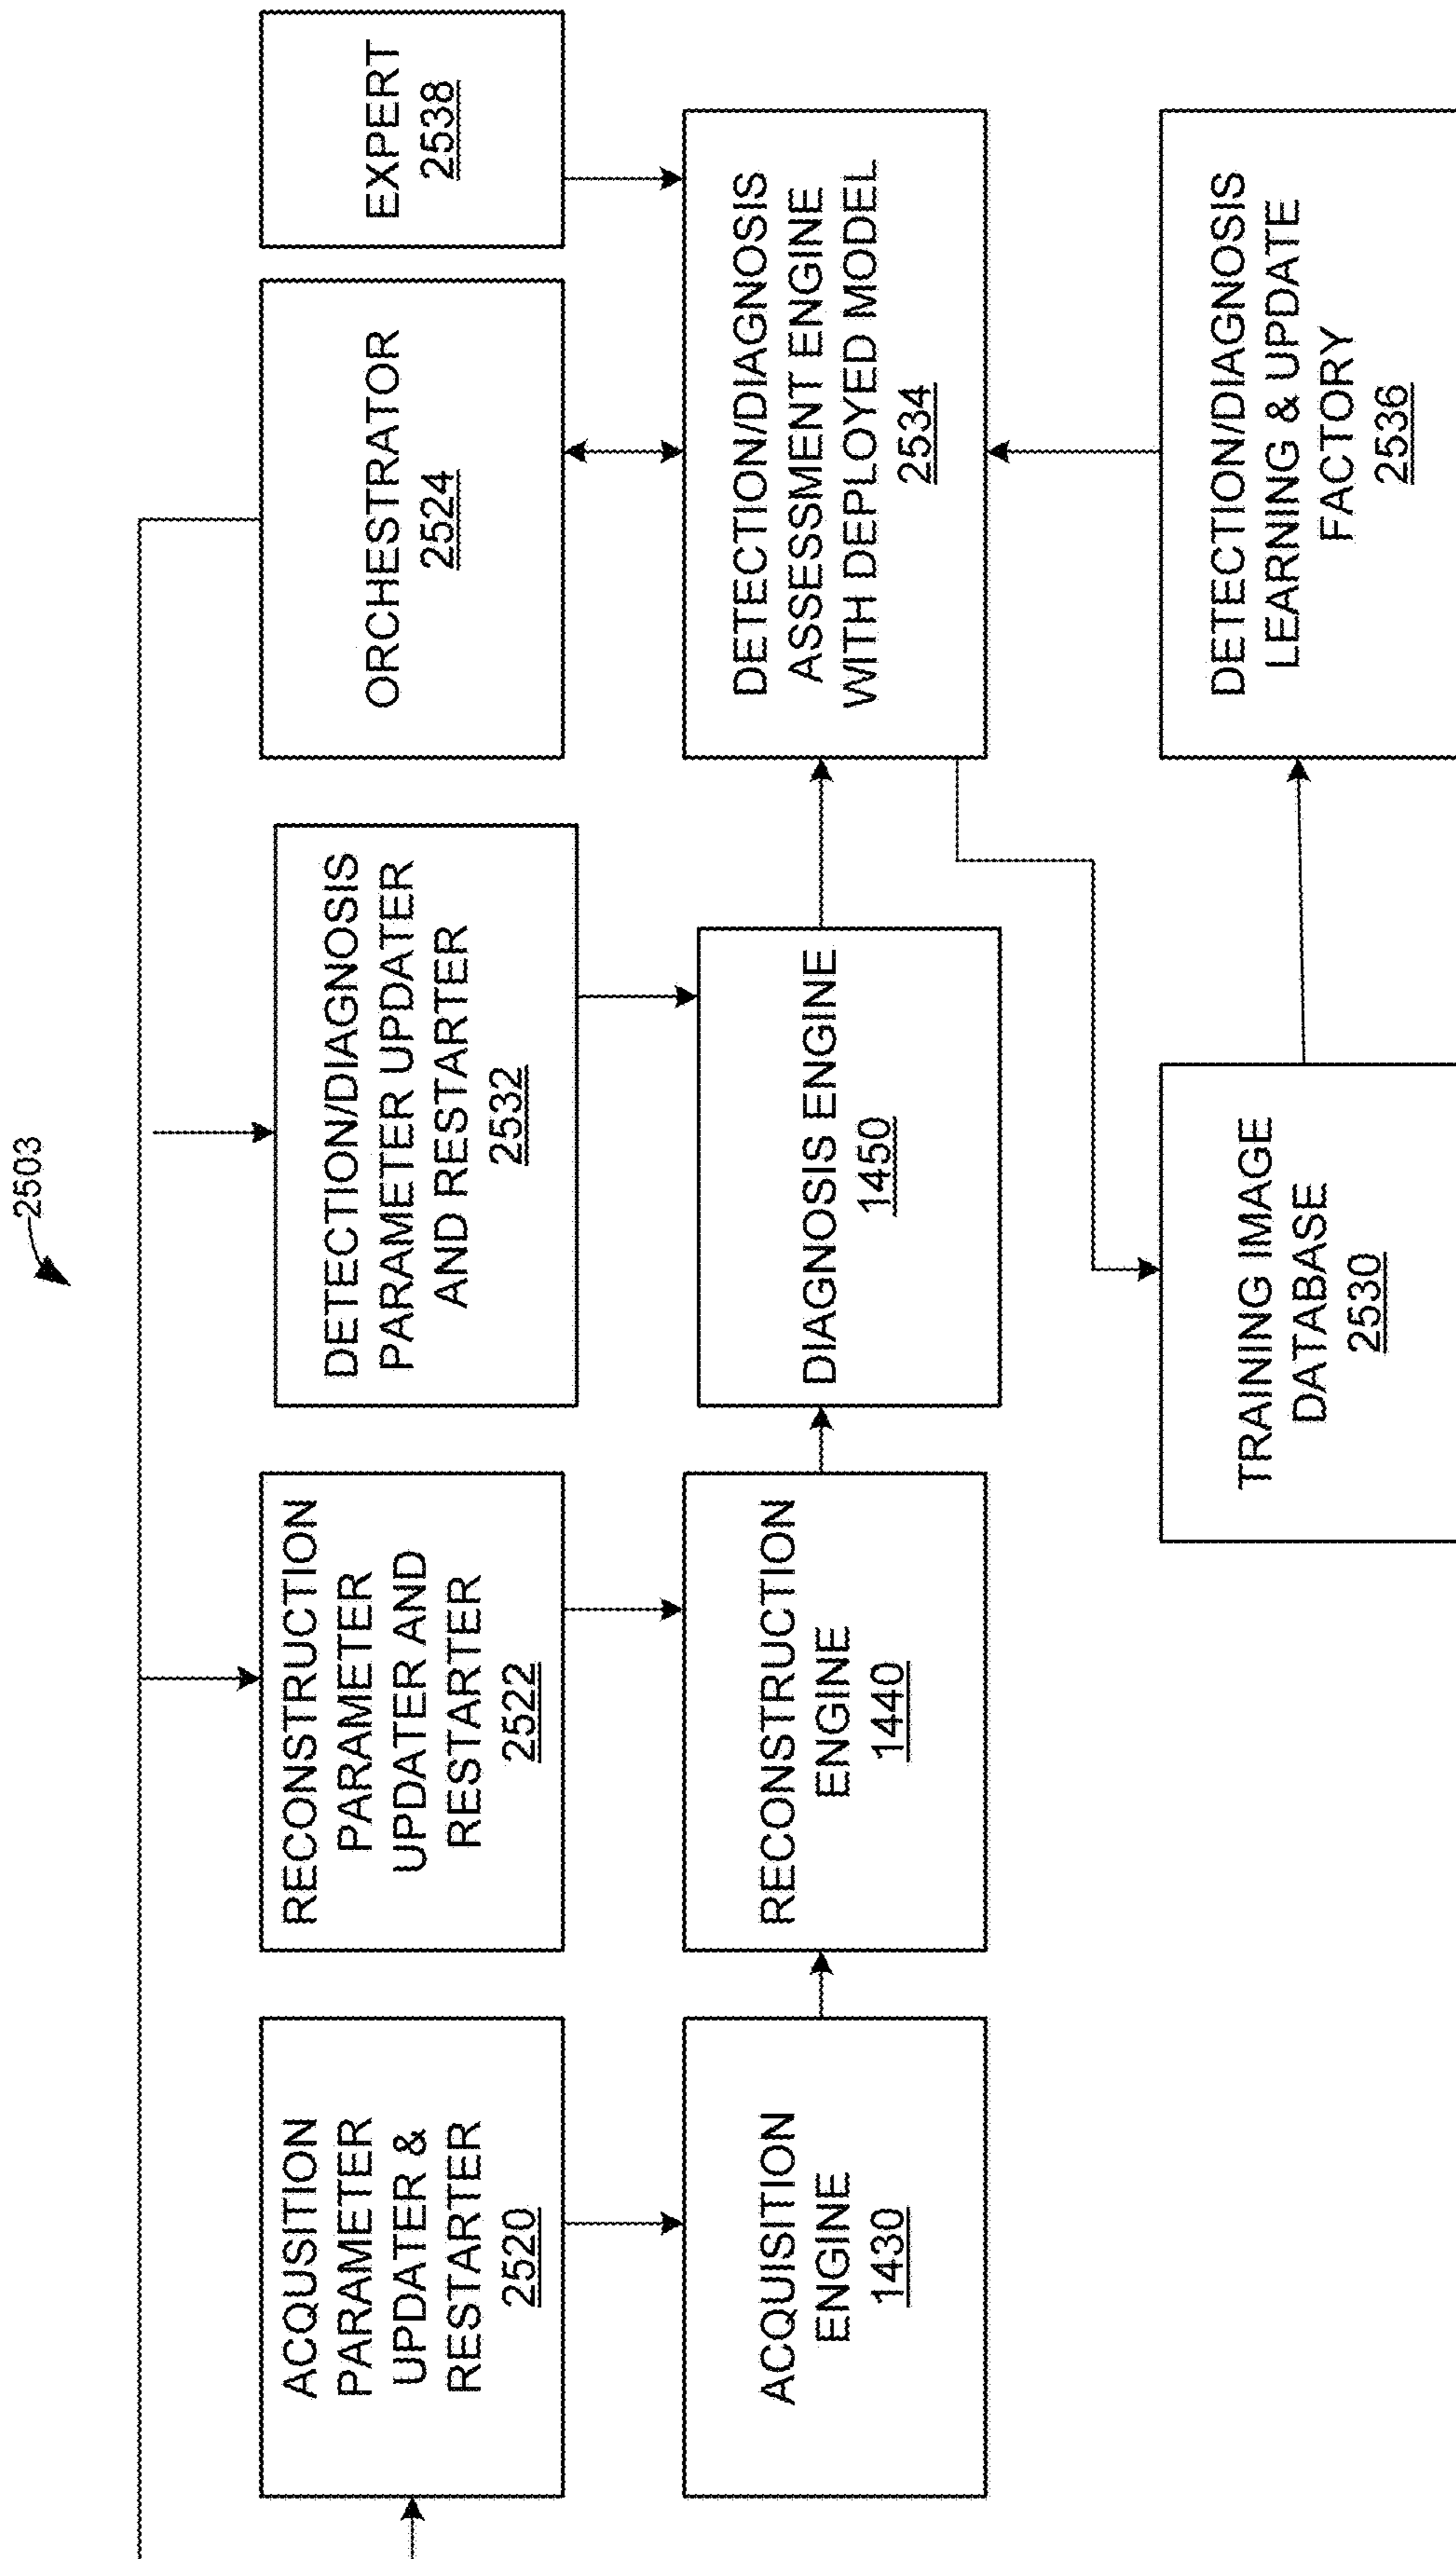 2503
ACQUSITION
PARAMETER
UPDATER &
RESTARTER
2520
RECONSTRUCTION
PARAMETER
UPDATER AND
RESTARTER
2522
DETECTION/DIAGNOSIS
PARAMETER UPDATER
AND RESTARTER
2532
ORCHESTRATOR
2524
EXPERT
2538
ACQUISITION
ENGINE
1430
RECONSTRUCTION
ENGINE
1440
DIAGNOSIS ENGINE
1450
DETECTION/DIAGNOSIS
ASSESSMENT ENGINE
WITH DEPLOYED MODEL
2534
TRAINING IMAGE
DATABASE
2530
DETECTION/DIAGNOSIS
LEARNING & UPDATE
FACTORY
2536